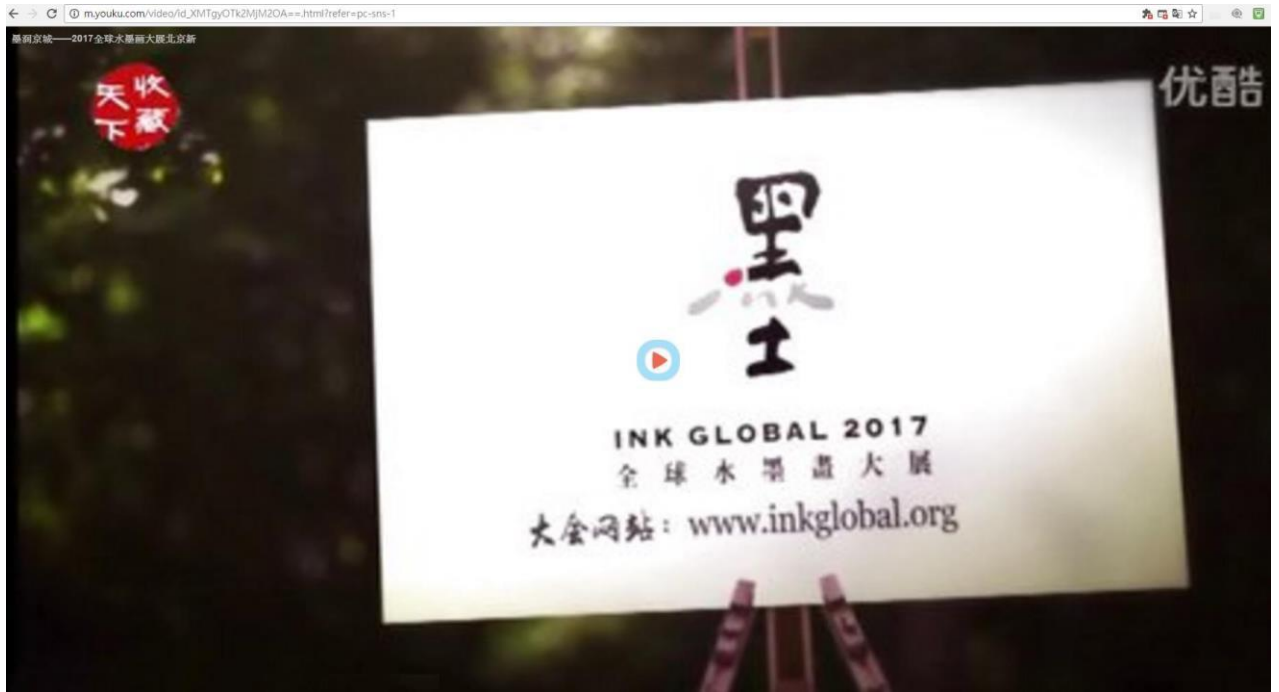 m.youku.com/video/id_XMTgyOTk2MjM2OA==.html?refer=pc-sns-1
墨润京城——2017全球水墨画大展北京新
收藏
天下
优酷
墨
ink
INK GLOBAL 2017
全球水墨畫大展
大会网站：www.inkglobal.org